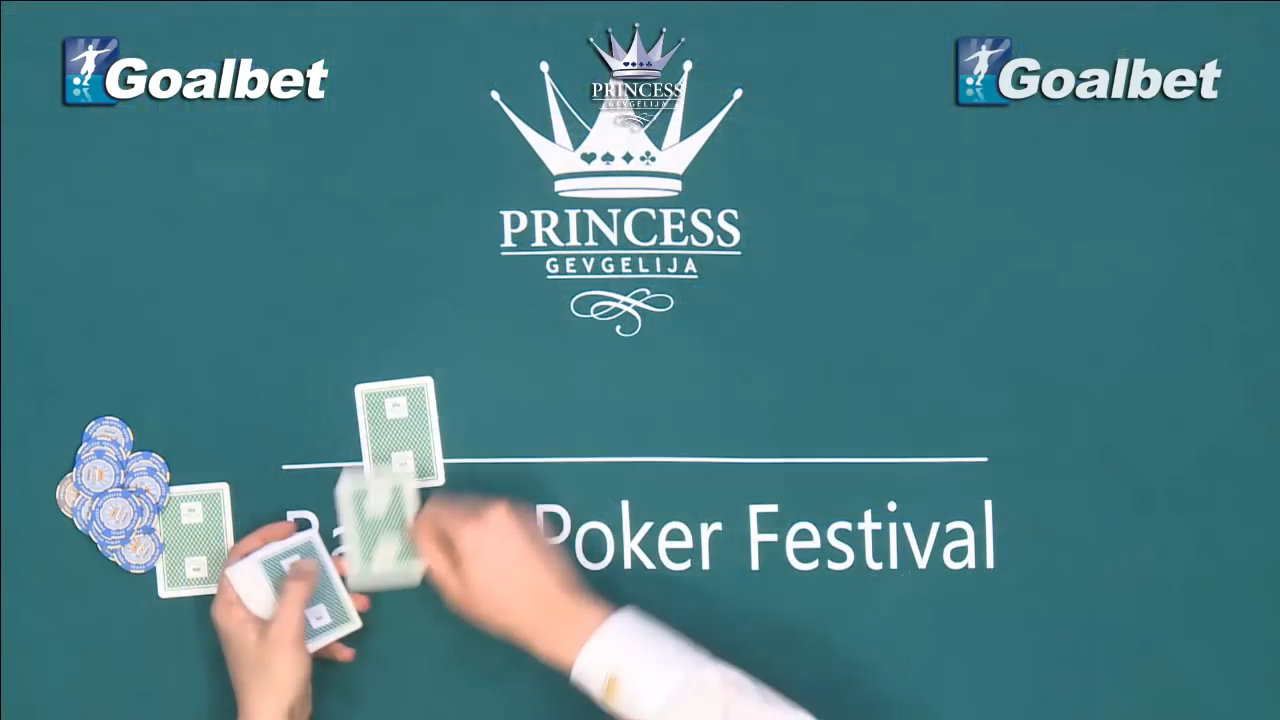 Goalbet
PRINCESS
GEVGELIJA
Goalbet
PRINCESS
GEVGELIJA
Poker Festival